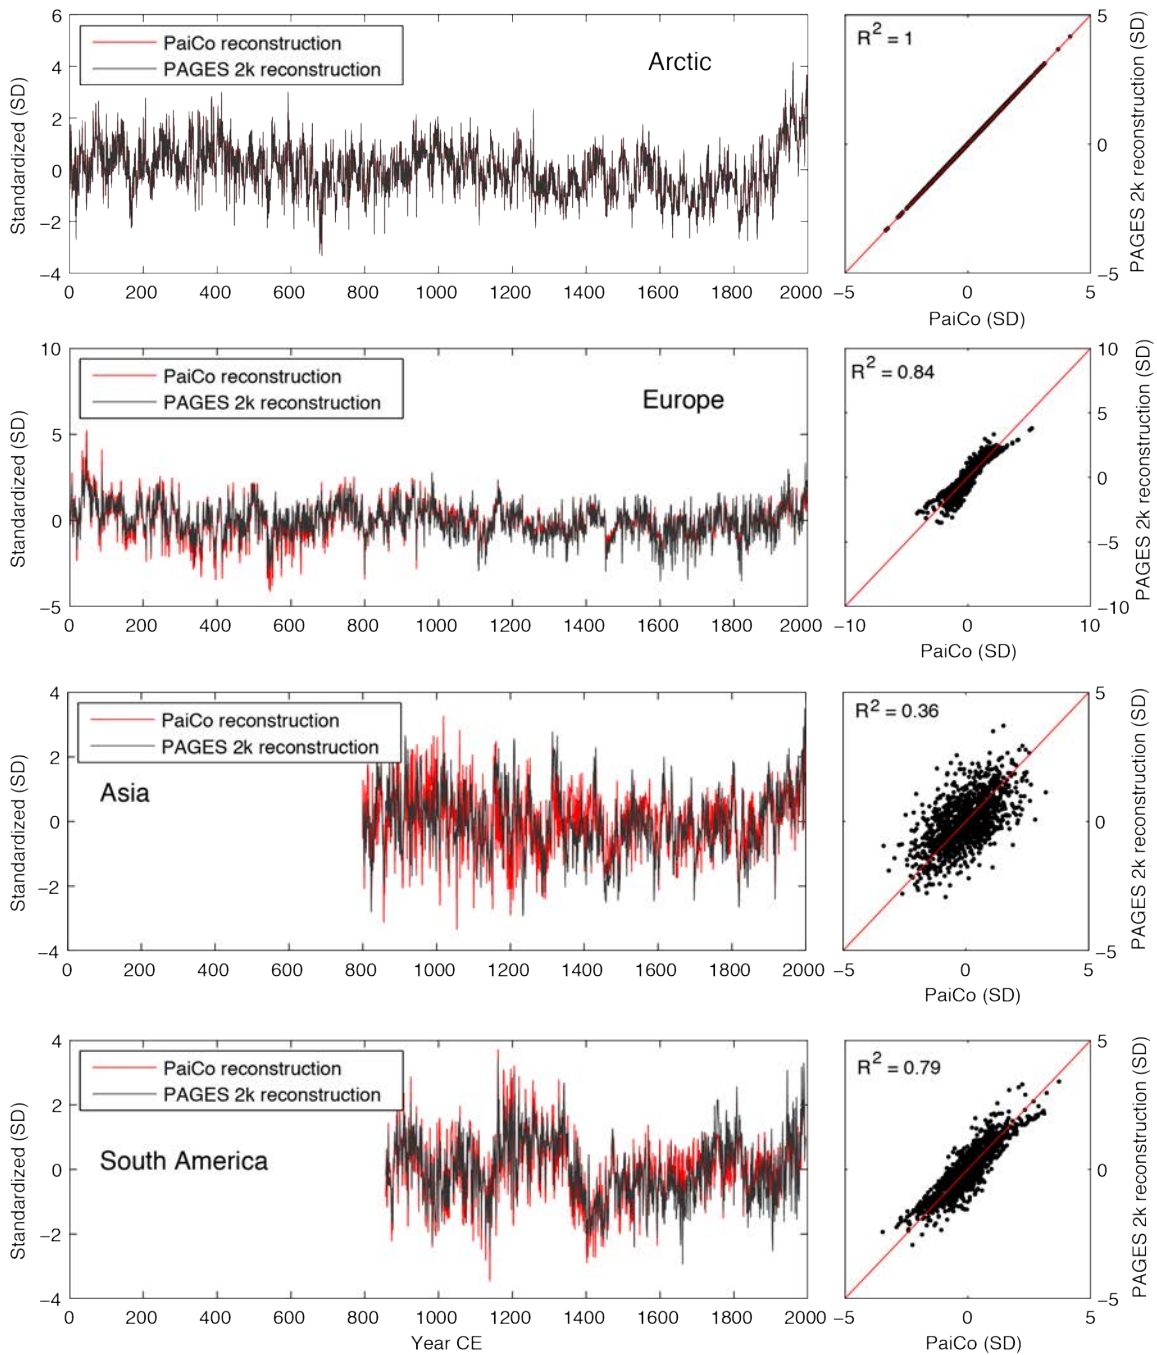 Standardized (SD)
6
4
2
0
−2
−4
PaiCo reconstruction
PAGES 2k reconstruction
Arctic
0 200 400 600 800 1000 1200 1400 1600 1800 2000
R2 = 1
5
0
−5
PAGES 2k reconstruction (SD)
−5 0 5
PaiCo (SD)
Standardized (SD)
10
5
0
−5
PaiCo reconstruction
PAGES 2k reconstruction
Europe
0 200 400 600 800 1000 1200 1400 1600 1800 2000
R2 = 0.84
10
5
0
−5
−10
PAGES 2k reconstruction (SD)
−10 0 10
PaiCo (SD)
Standardized (SD)
4
2
0
−2
−4
PaiCo reconstruction
PAGES 2k reconstruction
Asia
0 200 400 600 800 1000 1200 1400 1600 1800 2000
R2 = 0.36
5
0
−5
PAGES 2k reconstruction (SD)
−5 0 5
PaiCo (SD)
Standardized (SD)
4
2
0
−2
−4
PaiCo reconstruction
PAGES 2k reconstruction
South America
0 200 400 600 800 1000 1200 1400 1600 1800 2000
Year CE
R2 = 0.79
5
0
−5
PAGES 2k reconstruction (SD)
−5 0 5
PaiCo (SD)